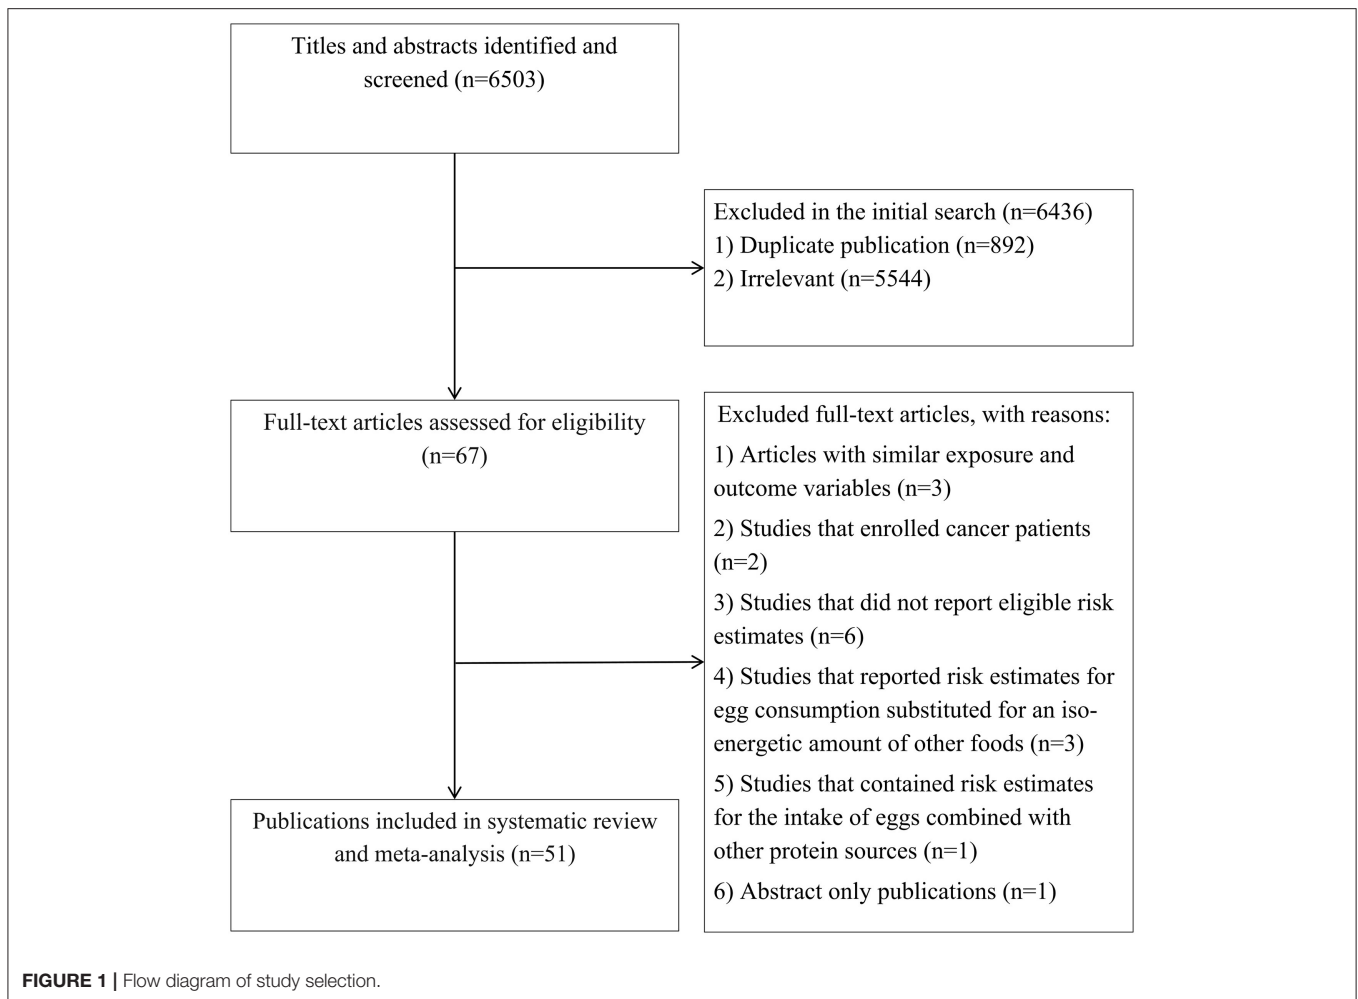 Titles and abstracts identified and
screened (n=6503)
Excluded in the initial search (n=6436)
1) Duplicate publication (n=892)
2) Irrelevant (n=5544)
Full-text articles assessed for eligibility
(n=67)
Excluded full-text articles, with reasons:
1) Articles with similar exposure and
outcome variables (n=3)
2) Studies that enrolled cancer patients
(n=2)
3) Studies that did not report eligible risk
estimates (n=6)
4) Studies that reported risk estimates for
egg consumption substituted for an iso-
energetic amount of other foods (n=3)
5) Studies that contained risk estimates
for the intake of eggs combined with
other protein sources (n=1)
6) Abstract only publications (n=1)
Publications included in systematic review
and meta-analysis (n=51)
FIGURE 1 | Flow diagram of study selection.